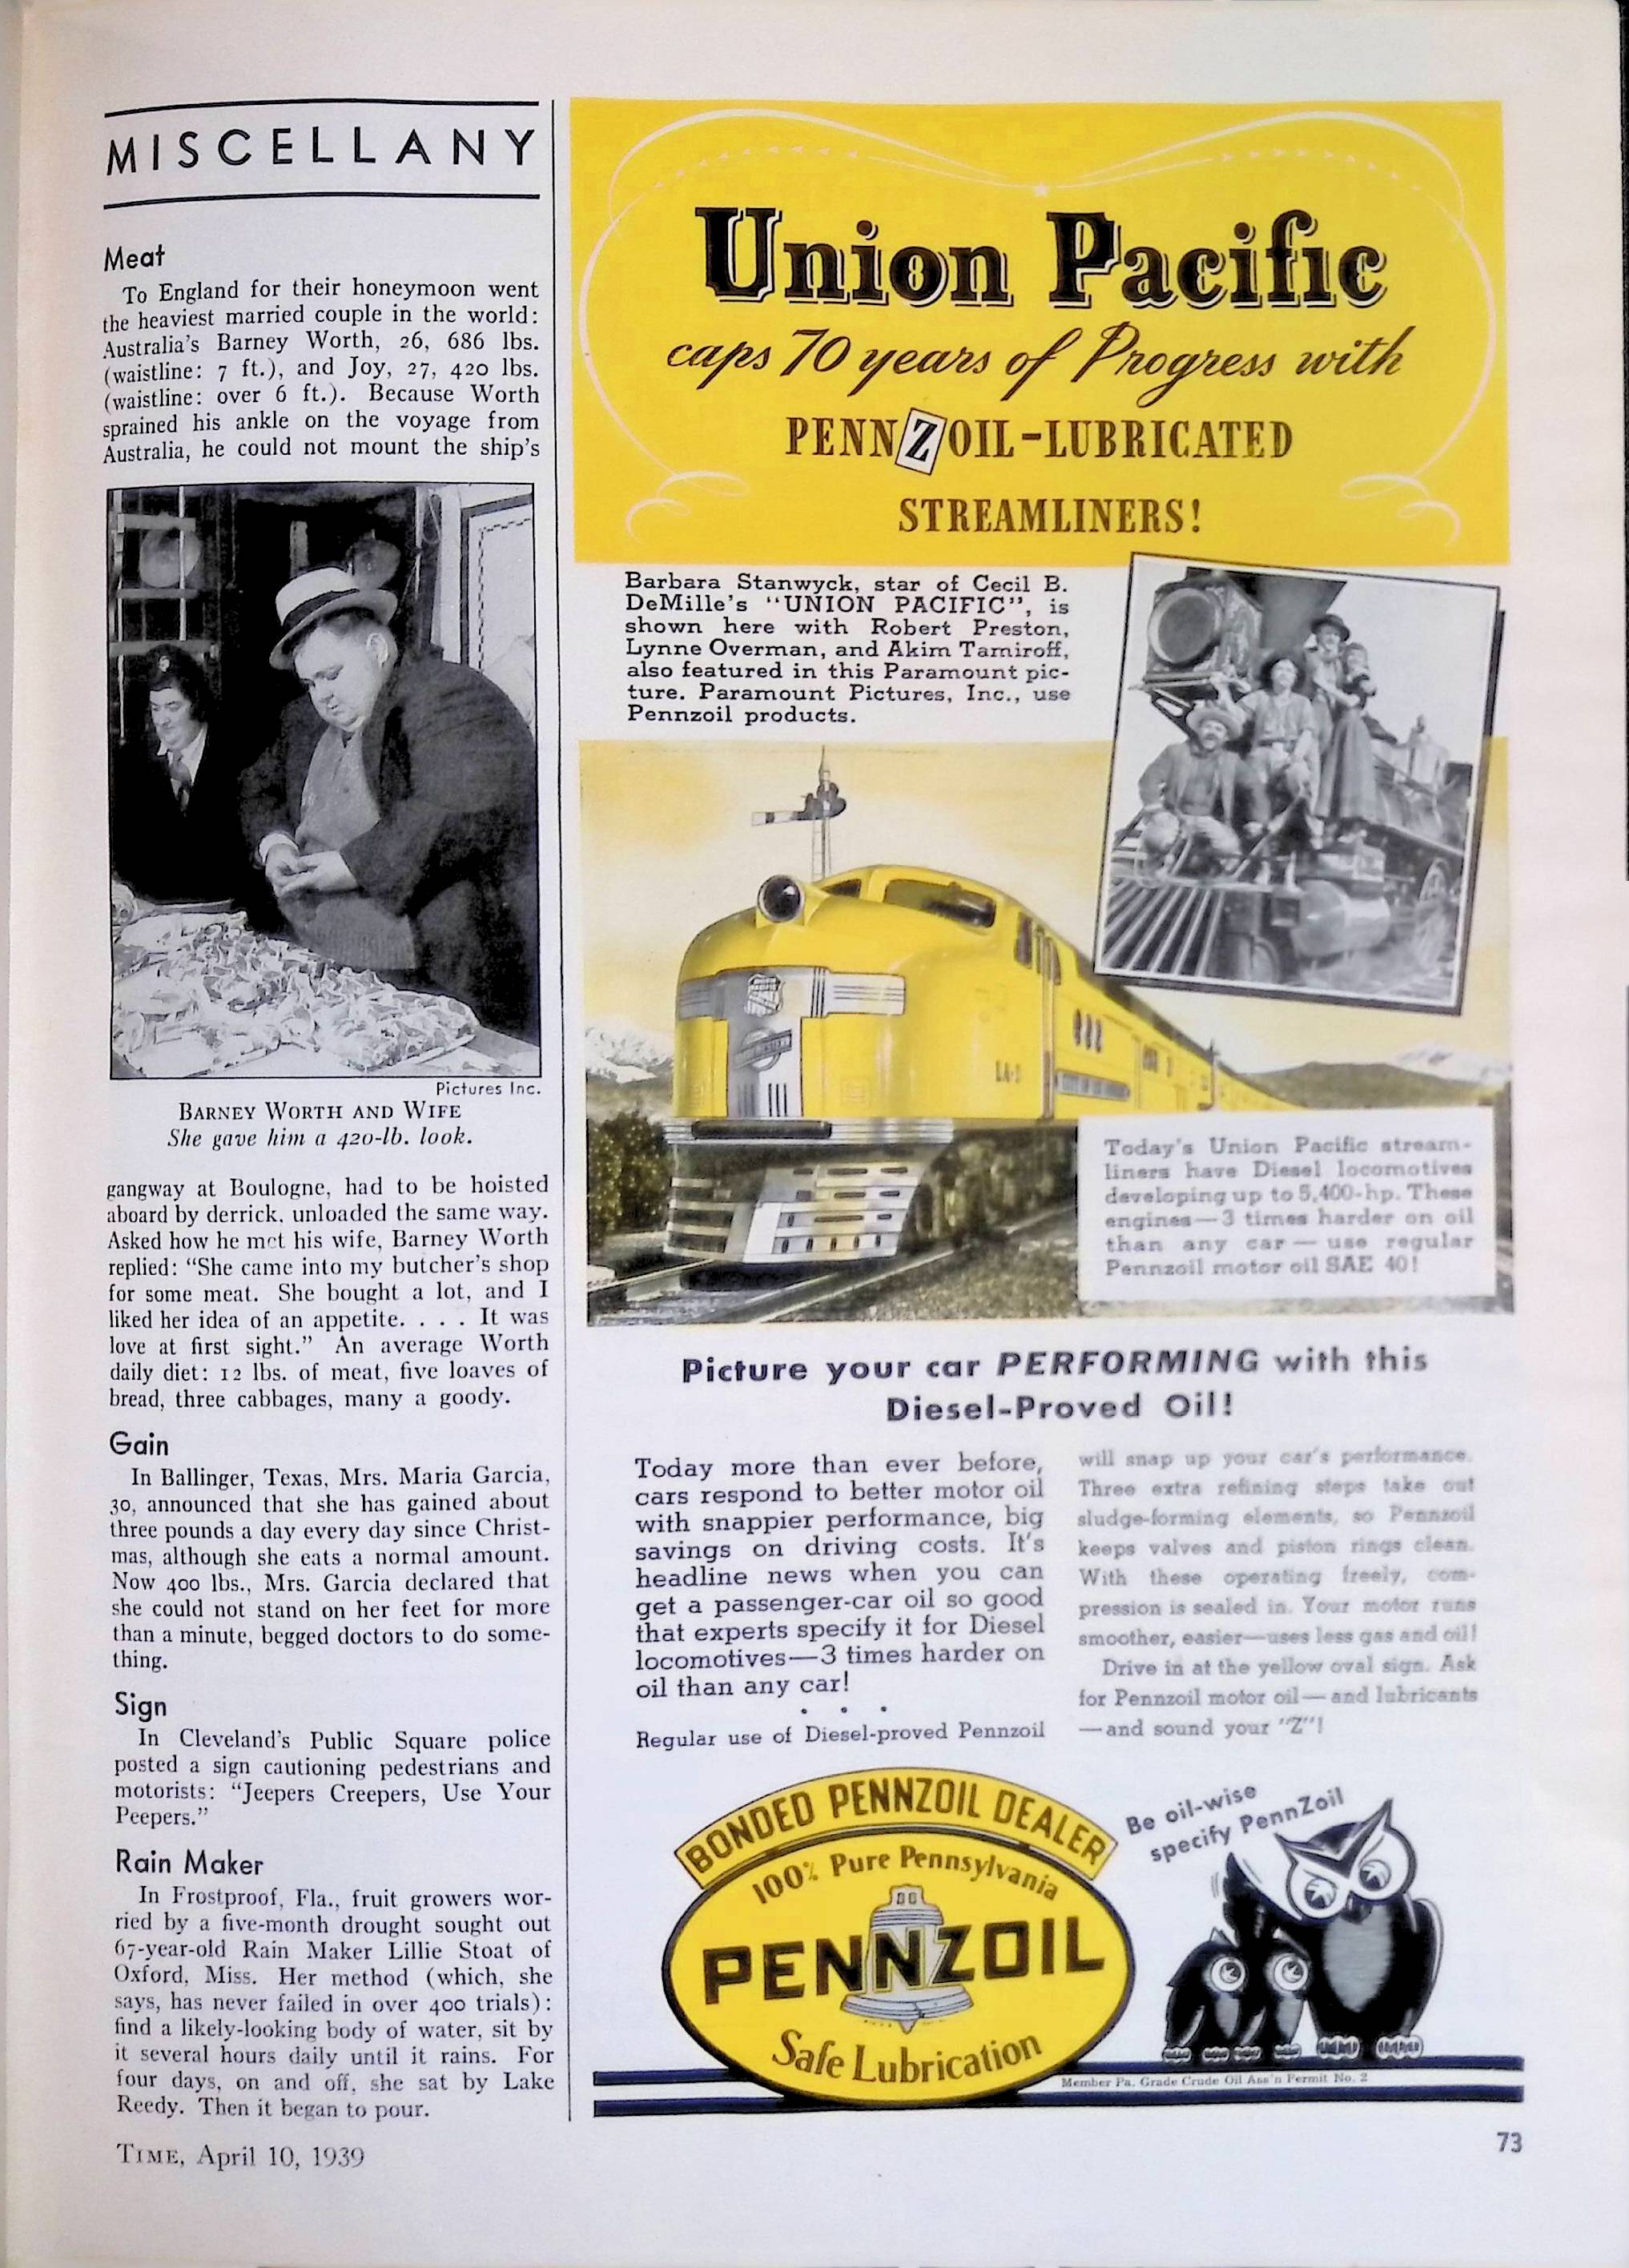 MISCELLANY
Meat
To England for their honeymoon went
the heaviest married couple in the world:
Australia's Barney Worth, 26, 686 lbs.
(waistline: 7 ft.), and Joy, 27, 420 lbs.
(waistline: over 6 ft.). Because Worth
sprained his ankle on the voyage from
Australia, he could not mount the ship's
Pictures Inc.
BARNEY WORTH AND WIFE
She gave him a 420-lb. look.
gangway at Boulogne, had to be hoisted
aboard by derrick, unloaded the same way.
Asked how he met his wife, Barney Worth
replied: "She came into my butcher's shop
for some meat. She bought a lot, and I
liked her idea of an appetite. . . . It was
love at first sight." An average Worth
daily diet: 12 lbs. of meat, five loaves of
bread, three cabbages, many a goody.
Gain
In Ballinger, Texas, Mrs. Maria Garcia,
30, announced that she has gained about
three pounds a day every day since Christ-
mas, although she eats a normal amount.
Now 400 lbs., Mrs. Garcia declared that
she could not stand on her feet for more
than a minute, begged doctors to do some-
thing.
Sign
In Cleveland's Public Square police
posted a sign cautioning pedestrians and
motorists: "Jeepers Creepers, Use Your
Peepers."
Rain Maker
In Frostproof, Fla., fruit growers wor-
ried by a five-month drought sought out
67-year-old Rain Maker Lillie Stoat of
Oxford, Miss. Her method (which, she
says, has never failed in over 400 trials):
find a likely-looking body of water, sit by
it several hours daily until it rains. For
four days, on and off, she sat by Lake
Reedy. Then it began to pour.
TIME, April 10, 1939
Union Pacific
caps 70 years of Progress with
PENNZOIL-LUBRICATED
STREAMLINERS!
Barbara Stanwyck, star of Cecil B.
DeMille's "UNION PACIFIC", is
shown here with Robert Preston,
Lynne Overman, and Akim Tamiroff,
also featured in this Paramount pic-
ture. Paramount Pictures, Inc., use
Pennzoil products.
Today's Union Pacific stream-
liners have Diesel locomotives
developing up to 5,400-hp. These
engines—3 times harder on oil
than any car — use regular
Pennzoil motor oil SAE 40!
Picture your car PERFORMING with this
Diesel-Proved Oil!
Today more than ever before,
cars respond to better motor oil
with snappier performance, big
savings on driving costs. It's
headline news when you can
get a passenger-car oil so good
that experts specify it for Diesel
locomotives—3 times harder on
oil than any car!
. . .
Regular use of Diesel-proved Pennzoil
will snap up your car's performance.
Three extra refining steps take out
sludge-forming elements, so Pennzoil
keeps valves and piston rings clean.
With these operating freely, com-
pression is sealed in. Your motor runs
smoother, easier—uses less gas and oil!
Drive in at the yellow oval sign. Ask
for Pennzoil motor oil—and lubricants
—and sound your "Z"!
BONDED PENNZOIL DEALER
100% Pure Pennsylvania
PENNZOIL
Safe Lubrication
Be oil-wise
specify PennZoil
Member Pa. Grade Crude Oil Ass'n Permit No. 2
73